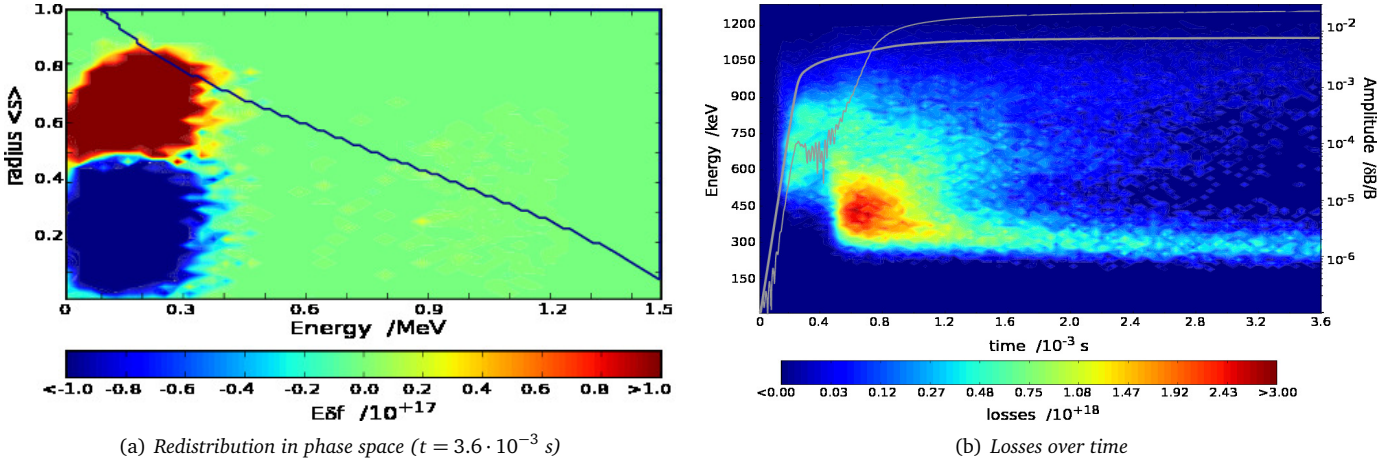 radius <s>
1.0
0.8
0.6
0.4
0.2
0
0.3
0.6
0.9
1.2
1.5
Energy /MeV
<-1.0 -0.8 -0.6 -0.4 -0.2 0.0 0.2 0.4 0.6 0.8 >1.0
Eδf /10⁺¹⁷
(a) Redistribution in phase space (t = 3.6 · 10⁻³ s)
Energy /keV
1200
1050
900
750
600
450
300
150
Amplitude /δB/B
10⁻²
10⁻³
10⁻⁴
10⁻⁵
10⁻⁶
0 0.4 0.8 1.2 1.6 2.0 2.4 2.8 3.2 3.6
time /10⁻³ s
<0.00 0.03 0.12 0.27 0.48 0.75 1.08 1.47 1.92 2.43 >3.00
losses /10⁺¹⁸
(b) Losses over time